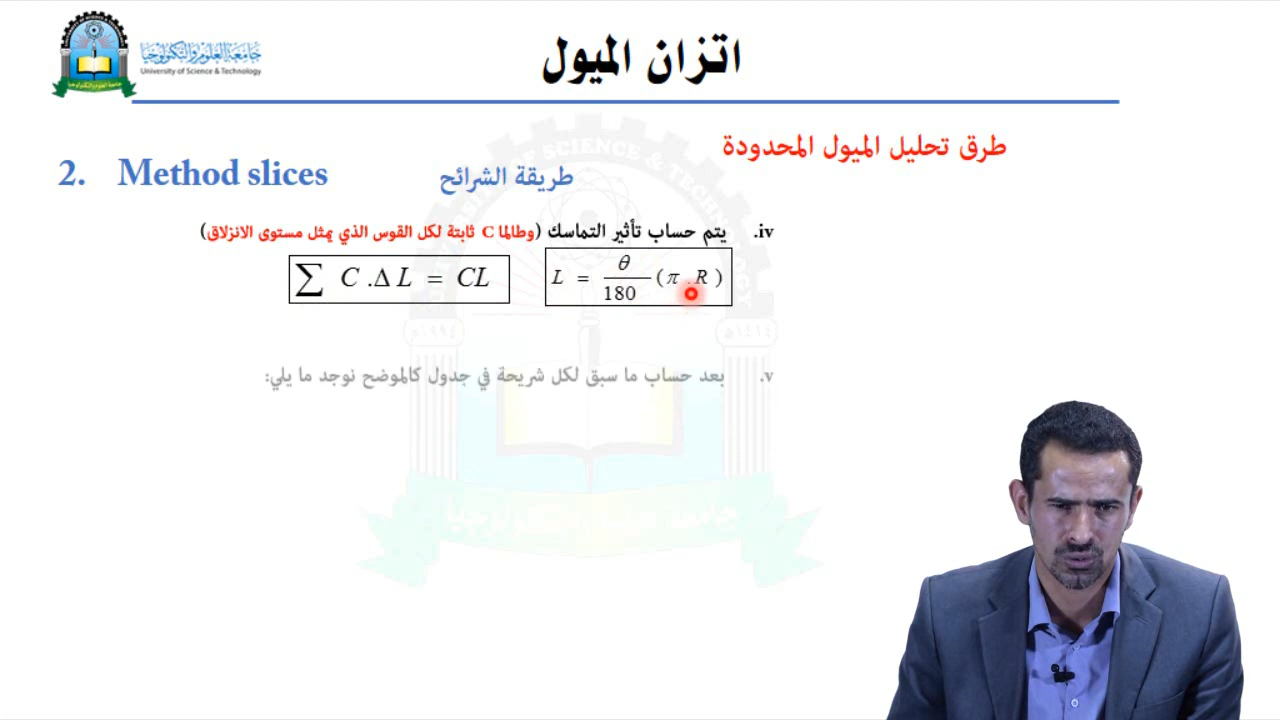 جامعة العلوم والتكنولوجيا
University of Science & Technology
اتزان الميول
طرق تحليل الميول المحدودة
2. Method slices
طريقة الشرائح
iv. يتم حساب تأثير التماسك (وطالما C ثابتة لكل القوس الذي يمثل مستوى الانزلاق)
L = θ/180 (π . R)
∑ C .Δ L = CL
v. بعد حساب ما سبق لكل شريحة في جدول كالموضح نوجد ما يلي: